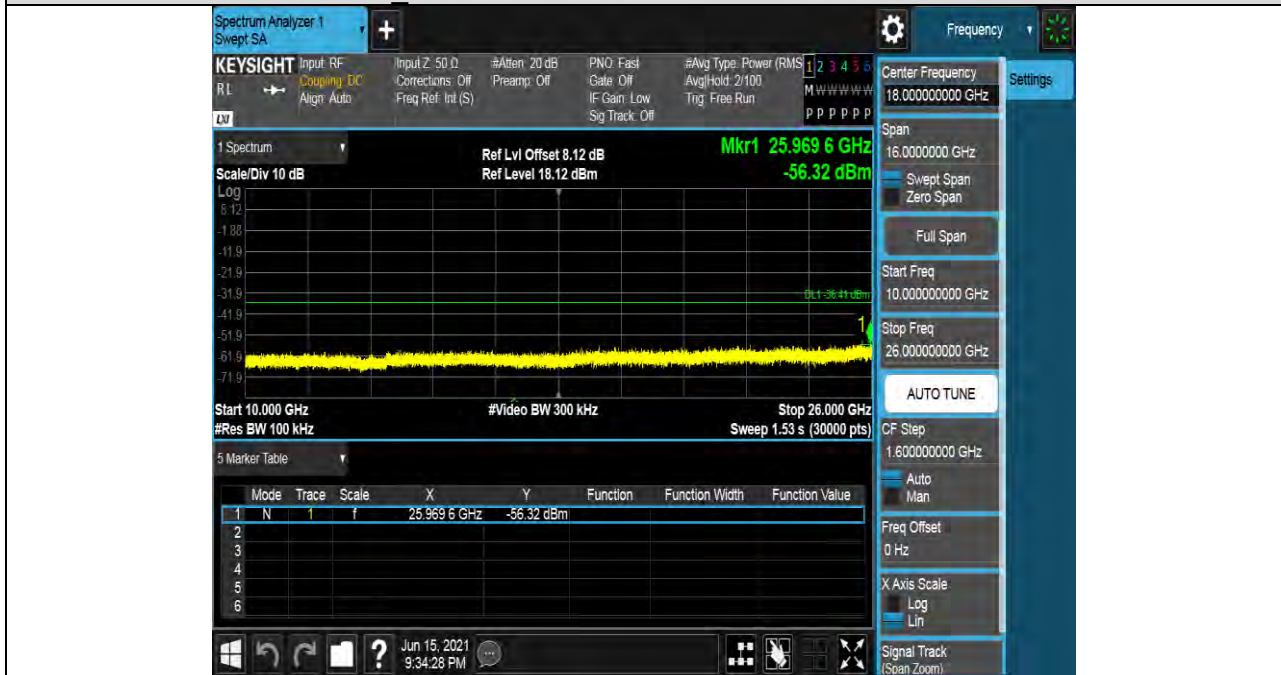 Spectrum Analyzer 1
Swept SA
+
Frequency
KEYSIGHT
RL
LXI
Input: RF
Coupling: DC
Align: Auto
Input Z: 50 Ω
Corrections: Off
Freq Ref: Int (S)
#Atten: 20 dB
Preamp: Off
PNO: Fast
Gate: Off
IF Gain: Low
Sig Track: Off
#Avg Type: Power (RMS
Avg|Hold: 2/100
Trig: Free Run
1 2 3 4 5 6
M W W W W W
P P P P P P
1 Spectrum
Scale/Div 10 dB
Ref Lvl Offset 8.12 dB
Ref Level 18.12 dBm
Mkr1 25.969 6 GHz
-56.32 dBm
Log
8.12
-1.88
-11.9
-21.9
-31.9
-41.9
-51.9
-61.9
-71.9
DL1 -36.41 dBm
1
Start 10.000 GHz
#Video BW 300 kHz
Stop 26.000 GHz
#Res BW 100 kHz
Sweep 1.53 s (30000 pts)
5 Marker Table
Mode Trace Scale X Y Function Function Width Function Value
1 N 1 f 25.969 6 GHz -56.32 dBm
2
3
4
5
6
Jun 15, 2021
9:34:28 PM
?
Center Frequency
18.000000000 GHz
Settings
Span
16.0000000 GHz
Swept Span
Zero Span
Full Span
Start Freq
10.000000000 GHz
Stop Freq
26.000000000 GHz
AUTO TUNE
CF Step
1.600000000 GHz
Auto
Man
Freq Offset
0 Hz
X Axis Scale
Log
Lin
Signal Track
(Span Zoom)